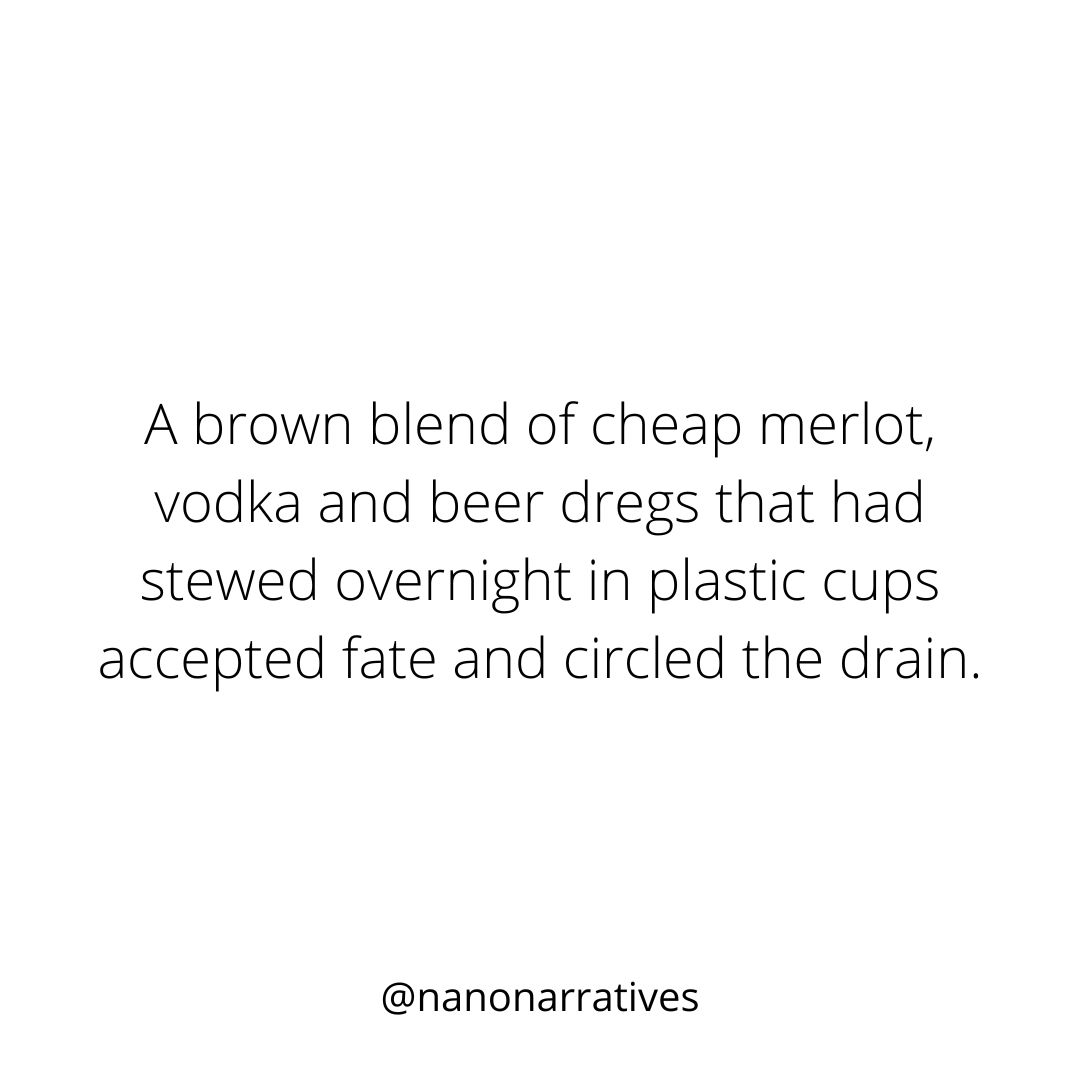 A brown blend of cheap merlot,
vodka and beer dregs that had
stewed overnight in plastic cups
accepted fate and circled the drain.
@nanonarratives